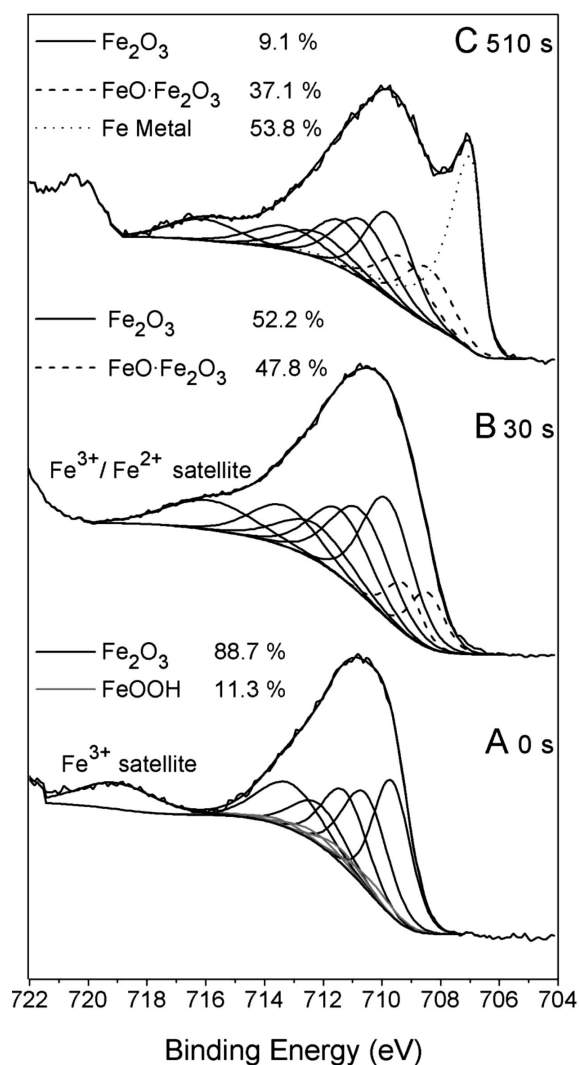 C 510 s
Fe₂O₃ 9.1 %
FeO·Fe₂O₃ 37.1 %
Fe Metal 53.8 %
Fe₂O₃ 52.2 %
FeO·Fe₂O₃ 47.8 %
B 30 s
Fe³⁺/ Fe²⁺ satellite
Fe₂O₃ 88.7 %
FeOOH 11.3 %
A 0 s
Fe³⁺ satellite
722 720 718 716 714 712 710 708 706 704
Binding Energy (eV)